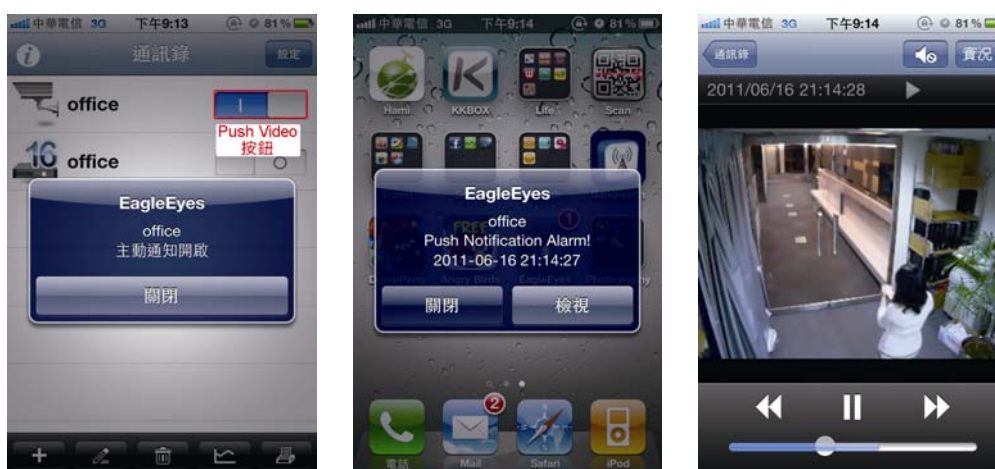 中華電信 3G 下午9:13 81%
通訊錄
設定
office
Push Video
按鈕
16 office
EagleEyes
office
主動通知開啟
關閉
中華電信 3G 下午9:14 81%
Hami KKBOX Life Scan
EagleEyes
office
Push Notification Alarm!
2011-06-16 21:14:27
關閉 檢視
FREE
1
Angry Birds EagleEyes
2
電話 Mail Safari iPod
中華電信 3G 下午9:14 81%
通訊錄
實況
2011/06/16 21:14:28